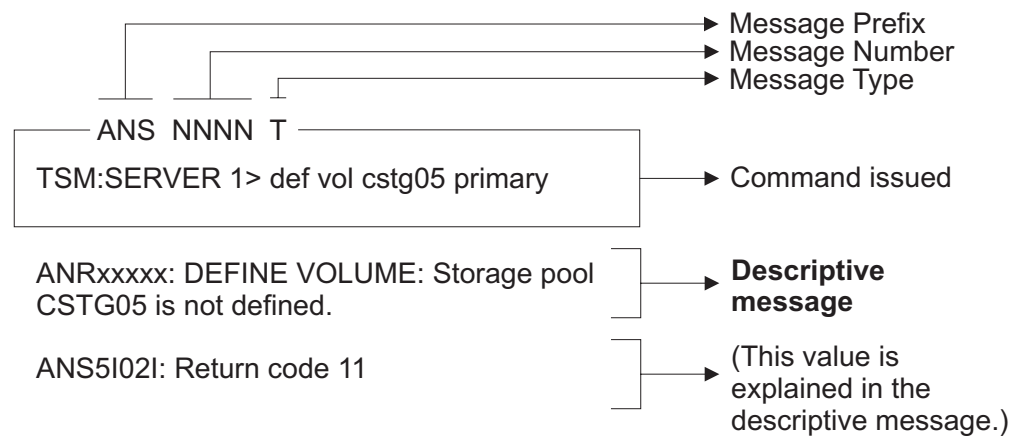 Message Prefix
Message Number
Message Type
ANS NNNN T
TSM:SERVER 1> def vol cstg05 primary
Command issued
ANRxxxxx: DEFINE VOLUME: Storage pool
CSTG05 is not defined.
Descriptive
message
ANS5I02I: Return code 11
(This value is
explained in the
descriptive message.)